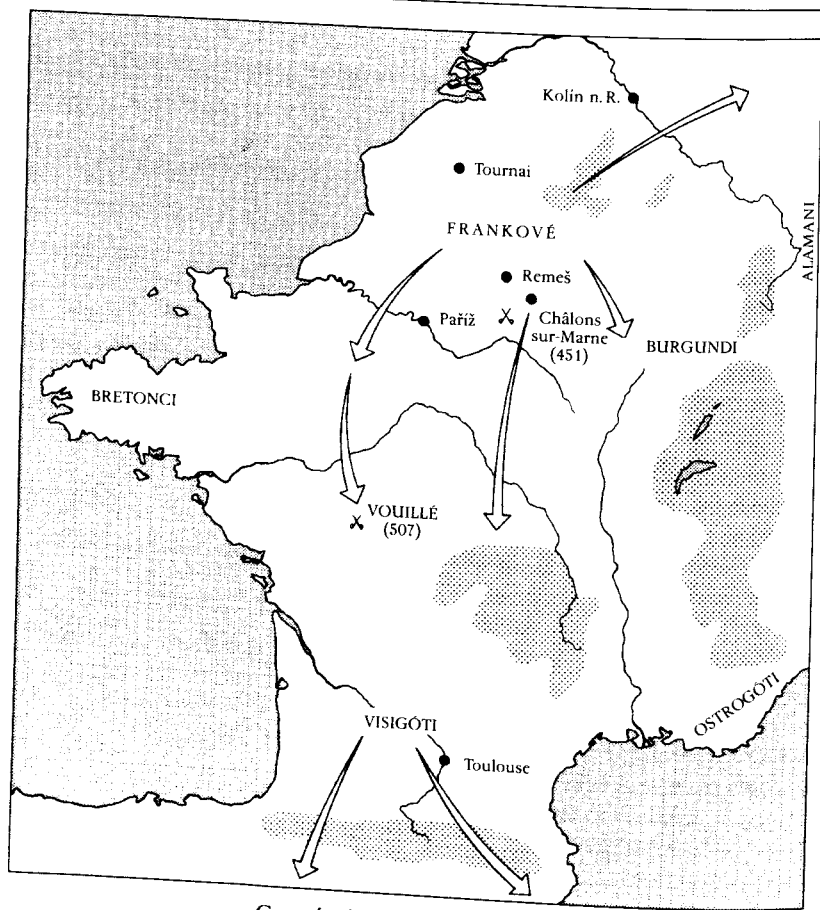 Kolín n. R.
Tournai
ALAMANI
FRANKOVÉ
Remeš
Paříž
Châlons
sur-Marne
(451)
BURGUNDI
BRETONCI
VOUILLÉ
(507)
OSTROGÓTI
VISIGÓTI
Toulouse